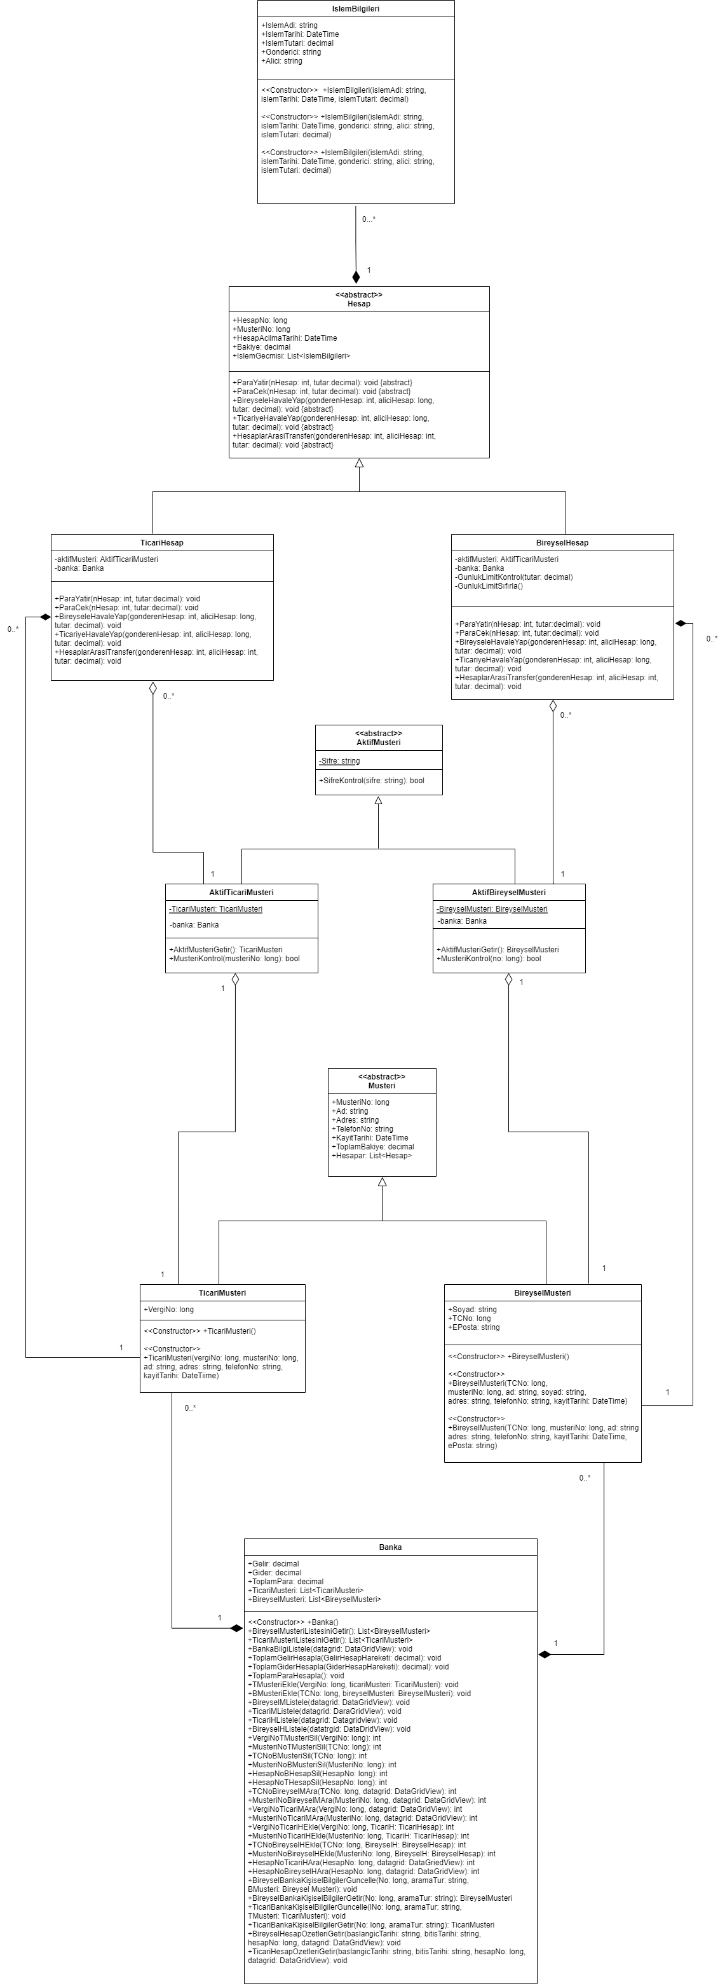 IslemBilgileri
+IslemAdi: string
+IslemTarihi: DateTime
+IslemTutari: decimal
+Gonderici: string
+Alici: string
<<Constructor>> +IslemBilgileri(islemAdi: string,
islemTarihi: DateTime, islemTutari: decimal)
<<Constructor>> +IslemBilgileri(islemAdi: string,
islemTarihi: DateTime, gonderici: string, alici: string,
islemTutari: decimal)
<<Constructor>> +IslemBilgileri(islemAdi: string,
islemTarihi: DateTime, gonderici: string, alici: string,
islemTutari: decimal)
0...*
1
<<abstract>>
Hesap
+HesapNo: long
+MusteriNo: long
+HesapAcilmaTarihi: DateTime
+Bakiye: decimal
+IslemGecmisi: List<IslemBilgileri>
+ParaYatir(nHesap: int, tutar:decimal): void {abstract}
+ParaCek(nHesap: int, tutar:decimal): void {abstract}
+BireyseleHavaleYap(gonderenHesap: int, aliciHesap: long,
tutar: decimal): void {abstract}
+TicariyeHavaleYap(gonderenHesap: int, aliciHesap: long,
tutar: decimal): void {abstract}
+HesaplarArasiTransfer(gonderenHesap: int, aliciHesap: int,
tutar: decimal): void {abstract}
TicariHesap
-aktifMusteri: AktifTicariMusteri
-banka: Banka
+ParaYatir(nHesap: int, tutar:decimal): void
+ParaCek(nHesap: int, tutar:decimal): void
+BireyseleHavaleYap(gonderenHesap: int, aliciHesap: long,
tutar: decimal): void
+TicariyeHavaleYap(gonderenHesap: int, aliciHesap: long,
tutar: decimal): void
+HesaplarArasiTransfer(gonderenHesap: int, aliciHesap: int,
tutar: decimal): void
0..*
0..*
BireyselHesap
-aktifMusteri: AktifTicariMusteri
-banka: Banka
-GunlukLimitKontrol(tutar: decimal)
-GunlukLimitSifirla()
+ParaYatir(nHesap: int, tutar:decimal): void
+ParaCek(nHesap: int, tutar:decimal): void
+BireyseleHavaleYap(gonderenHesap: int, aliciHesap: long,
tutar: decimal): void
+TicariyeHavaleYap(gonderenHesap: int, aliciHesap: long,
tutar: decimal): void
+HesaplarArasiTransfer(gonderenHesap: int, aliciHesap: int,
tutar: decimal): void
0..*
0..*
<<abstract>>
AktifMusteri
-Sifre: string
+SifreKontrol(sifre: string): bool
1
1
AktifTicariMusteri
-TicariMusteri: TicariMusteri
-banka: Banka
+AktifMusteriGetir(): TicariMusteri
+MusteriKontrol(musteriNo: long): bool
1
AktifBireyselMusteri
-BireyselMusteri: BireyselMusteri
-banka: Banka
+AktifMusteriGetir(): BireyselMusteri
+MusteriKontrol(no: long): bool
1
<<abstract>>
Musteri
+MusteriNo: long
+Ad: string
+Adres: string
+TelefonNo: string
+KayitTarihi: DateTime
+ToplamBakiye: decimal
+Hesapar: List<Hesap>
1
1
TicariMusteri
+VergiNo: long
<<Constructor>> +TicariMusteri()
<<Constructor>>
+TicariMusteri(vergiNo: long, musteriNo: long,
ad: string, adres: string, telefonNo: string,
kayitTarihi: DateTiime)
1
0..*
BireyselMusteri
+Soyad: string
+TCNo: long
+EPosta: string
<<Constructor>> +BireyselMusteri()
<<Constructor>>
+BireyselMusteri(TCNo: long,
musteriNo: long, ad: string, soyad: string,
adres: string, telefonNo: string, kayitTarihi: DateTime)
<<Constructor>>
+BireyselMusteri(TCNo: long, musteriNo: long, ad: string
adres: string, telefonNo: string, kayitTarihi: DateTime,
ePosta: string)
1
0..*
Banka
+Gelir: decimal
+Gider: decimal
+ToplamPara: decimal
+TicariMusteri: List<TicariMusteri>
+BireyselMusteri: List<BireyselMusteri>
1
1
<<Constructor>> +Banka()
+BireyselMusteriListesiniGetir(): List<BireyselMusteri>
+TicariMusteriListesiniGetir(): List<TicariMusteri>
+BankaBilgiListele(datagrid: DataGridView): void
+ToplamGelirHesapla(GelirHesapHareketi: decimal): void
+ToplamGiderHesapla(GiderHesapHareketi): decimal): void
+ToplamParaHesapla(): void
+TMusteriEkle(VergiNo: long, ticariMusteri: TicariMusteri): void
+BMusteriEkle(TCNo: long, bireyselMusteri: BireyselMusteri): void
+BireyselMListele(datagrid: DataGridView): void
+TicariMListele(datagrid: DaraGridView): void
+TicariHListele(datagrid: Datagridview): void
+BireyselHListele(datatrgid: DataDridView): void
+VergiNoTMusteriSil(VergiNo: long): int
+MusteriNoTMusteriSil(TCNo: long): int
+TCNoBMusteriSil(TCNo: long): int
+MusteriNoBMusteriSil(MusteriNo: long): int
+HesapNoBHesapSil(HesapNo: long): int
+HesapNoTHesapSil(HesapNo: long): int
+TCNoBireyselMAra(TCNo: long, datagrid: DataGridView): int
+MusteriNoBireyselMAra(MusteriNo: long, datagrid: DataGridView): int
+VergiNoTicariMAra(VergiNo: long, datagrid: DataGridView): int
+MusteriNoTicariMAra(MusteriNo: long, datagrid: DataGridView): int
+VergiNoTicariHEkle(VergiNo: long, TicariH: TicariHesap): int
+MusteriNoTicariHEkle(MusteriNo: long, TicariH: TicariHesap): int
+TCNoBireyselHEkle(TCNo: long, BireyselH: BireyselHesap): int
+MusteriNoBireyselHEkle(MusteriNo: long, BireyselH: BireyselHesap): int
+HesapNoTicariHAra(HesapNo: long, datagrid: DataGriedView): int
+HesapNoBireyselHAra(HesapNo: long, datagrid: DataGridView): int
+BireyselBankaKişiselBilgilerGuncelle(No: long, aramaTur: string,
BMusteri: Bireysel Musteri): void
+BireyselBankaKişiselBilgilerGetir(No: long, aramaTur: string): BireyselMusteri
+TicariBankaKişiselBilgilerGuncelle(INo: long, aramaTur: string,
TMusteri: TicariMusteri): void
+TicariBankaKişiselBilgilerGetir(No: long, aramaTur: string): TicariMusteri
+BireyselHesapOzetleriGetir(baslangicTarihi: string, bitisTarihi: string,
hesapNo: long, datagrid: DataGridView): void
+TicariHesapOzetleriGetir(baslangicTarihi: string, bitisTarihi: string, hesapNo: long,
datagrid: DataGridView): void